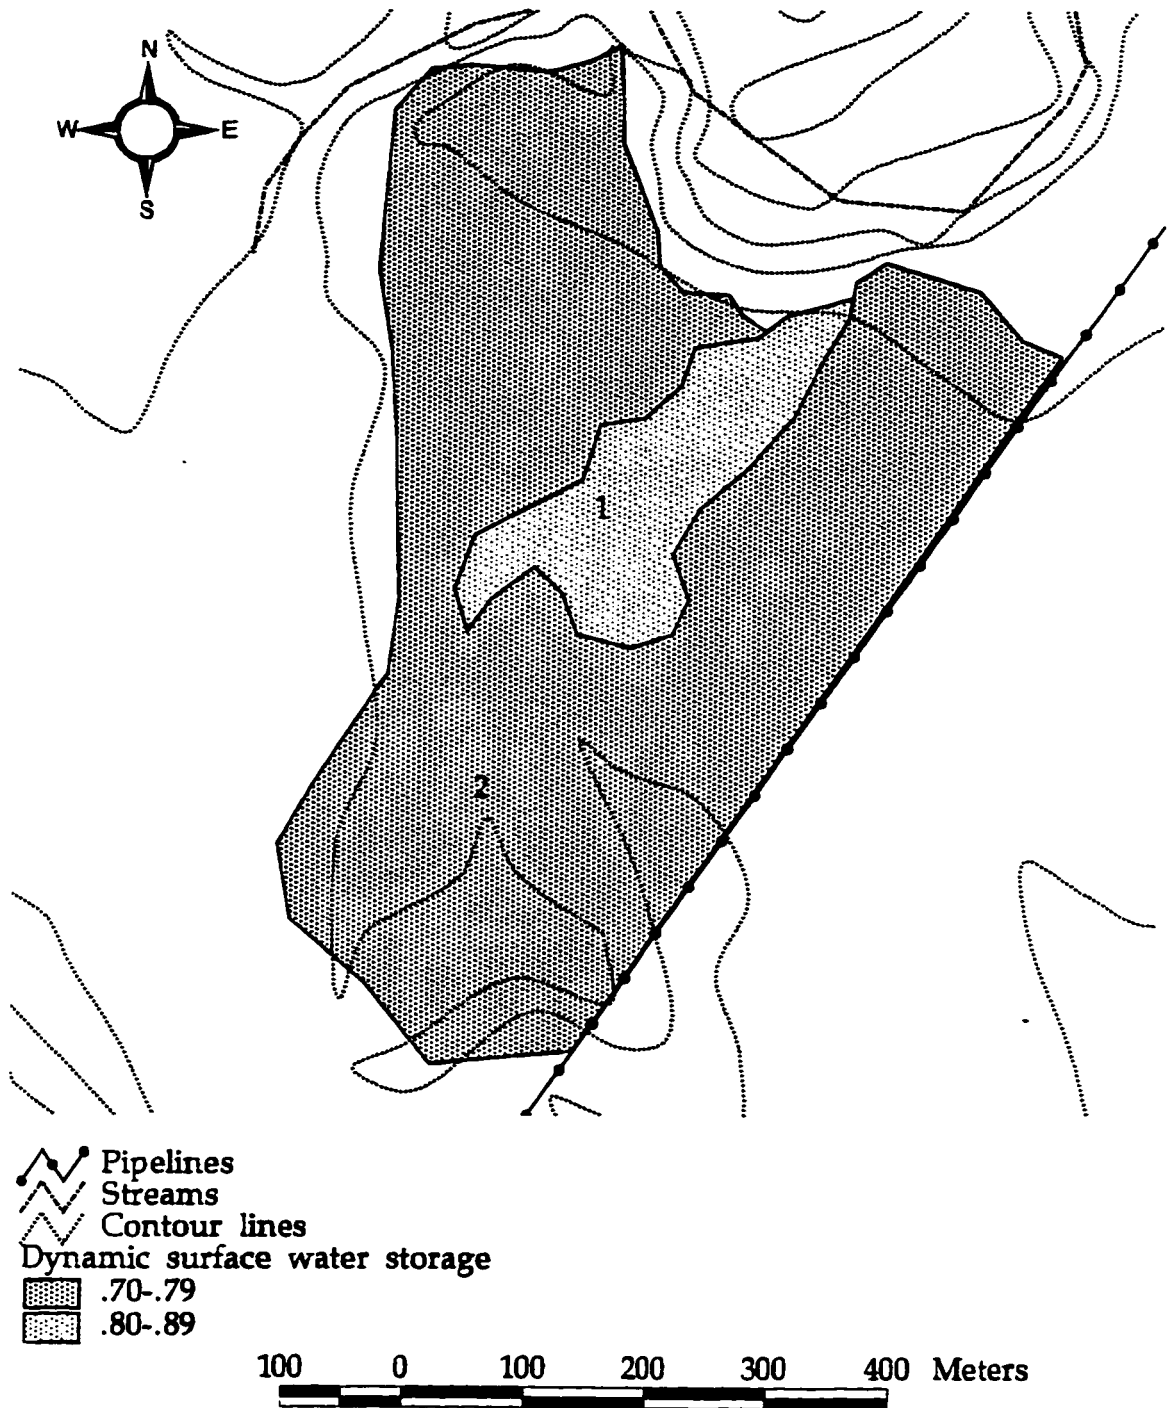 N
W E
S
1
2
Pipelines
Streams
Contour lines
Dynamic surface water storage
.70-.79
.80-.89
100 0 100 200 300 400 Meters